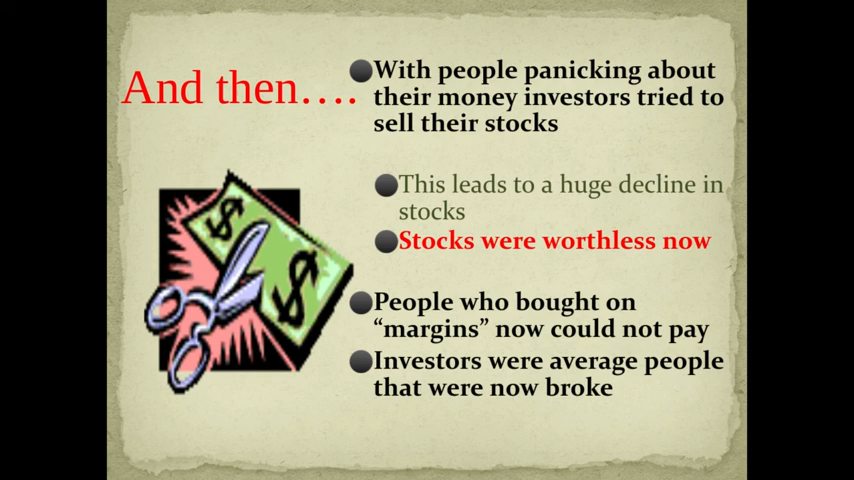 And then….
With people panicking about
their money investors tried to
sell their stocks
This leads to a huge decline in
stocks
Stocks were worthless now
People who bought on
“margins” now could not pay
Investors were average people
that were now broke
$
$